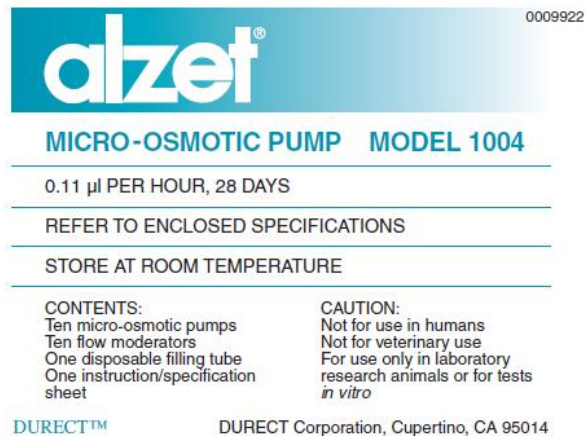 0009922
alzet®
MICRO-OSMOTIC PUMP MODEL 1004
0.11 µl PER HOUR, 28 DAYS
REFER TO ENCLOSED SPECIFICATIONS
STORE AT ROOM TEMPERATURE
CONTENTS:
Ten micro-osmotic pumps
Ten flow moderators
One disposable filling tube
One instruction/specification
sheet
CAUTION:
Not for use in humans
Not for veterinary use
For use only in laboratory
research animals or for tests
in vitro
DURECT™ DURECT Corporation, Cupertino, CA 95014